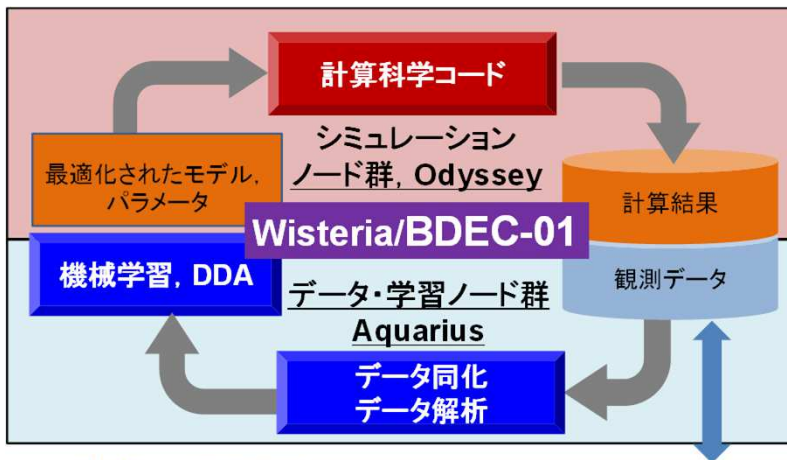 計算科学コード
シミュレーション
ノード群, Odyssey
最適化されたモデル,
パラメータ
計算結果
Wisteria/BDEC-01
機械学習, DDA
観測データ
データ・学習ノード群
Aquarius
データ同化
データ解析